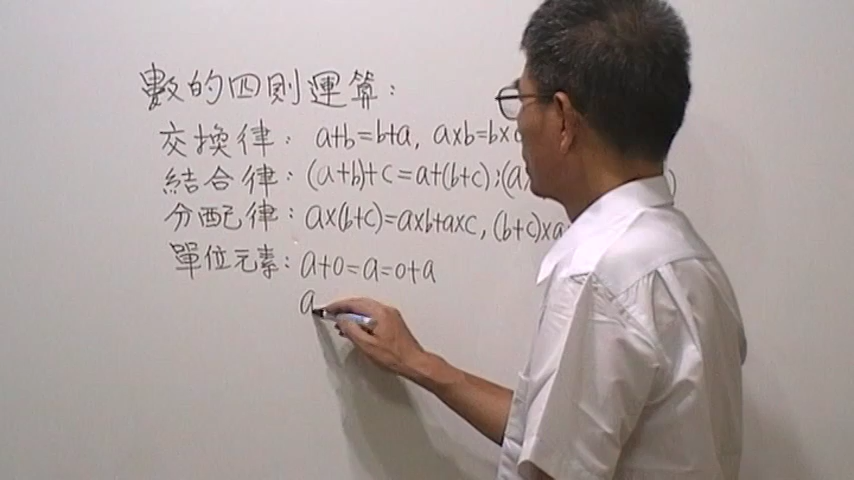 數的四則運算:
交換律: a+b=b+a, a×b=b×
結合律: (a+b)+c=a+(b+c);(a )
分配律: a×(b+c)=a×b+a×c, (b+c)×a
單位元素: a+0=a=0+a
a